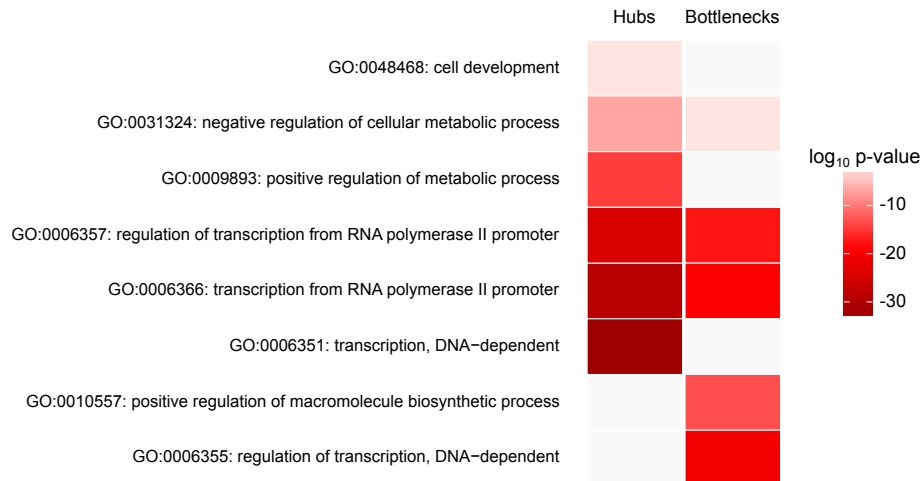 Hubs Bottlenecks
GO:0048468: cell development
GO:0031324: negative regulation of cellular metabolic process
GO:0009893: positive regulation of metabolic process
GO:0006357: regulation of transcription from RNA polymerase II promoter
GO:0006366: transcription from RNA polymerase II promoter
GO:0006351: transcription, DNA−dependent
GO:0010557: positive regulation of macromolecule biosynthetic process
GO:0006355: regulation of transcription, DNA−dependent
log₁₀ p-value
-10
-20
-30